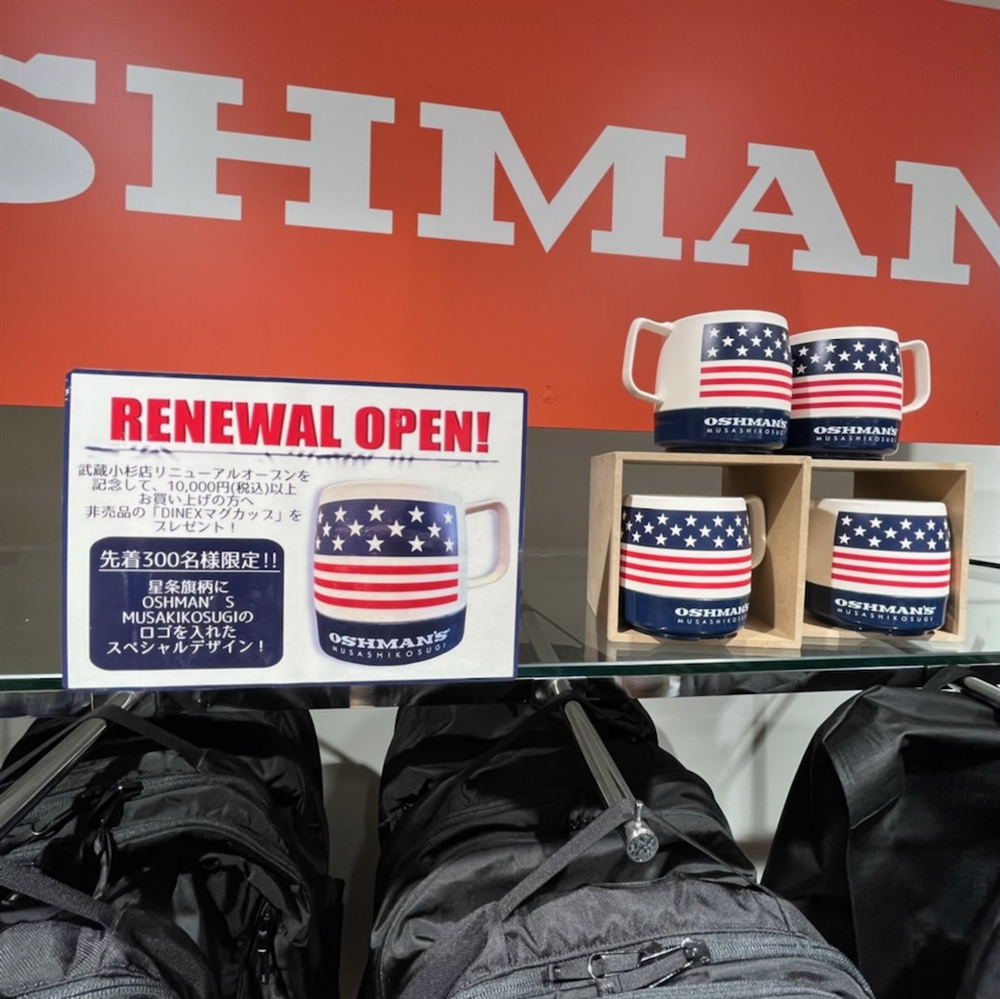 SHMAN
RENEWAL OPEN!
武蔵小杉店リニューアルオープンを
記念して、10,000円(税込)以上
お買い上げの方へ
非売品の「DINEXマグカップ」を
プレゼント！
先着300名様限定!!
星条旗柄に
OSHMAN'S
MUSAKIKOSUGIの
ロゴを入れた
スペシャルデザイン！
OSHMAN'S
MUSASHIKOSUGI
OSHMAN'S
MUSASHIKOSUGI
OSHMAN'S
MUSASHIKOSUGI
OSHMAN'S
MUSASHIKOSUGI
OSHMAN'S
MUSASHIKOSUGI